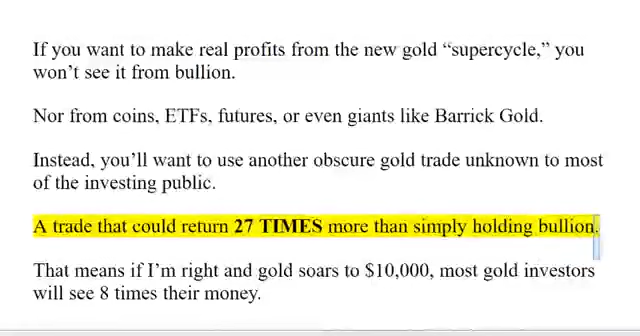 If you want to make real profits from the new gold “supercycle,” you
won’t see it from bullion.
Nor from coins, ETFs, futures, or even giants like Barrick Gold.
Instead, you’ll want to use another obscure gold trade unknown to most
of the investing public.
A trade that could return 27 TIMES more than simply holding bullion.
That means if I’m right and gold soars to $10,000, most gold investors
will see 8 times their money.